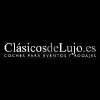 ClásicosdeLujo.es
COCHES PARA EVENTOS Y RODAJES